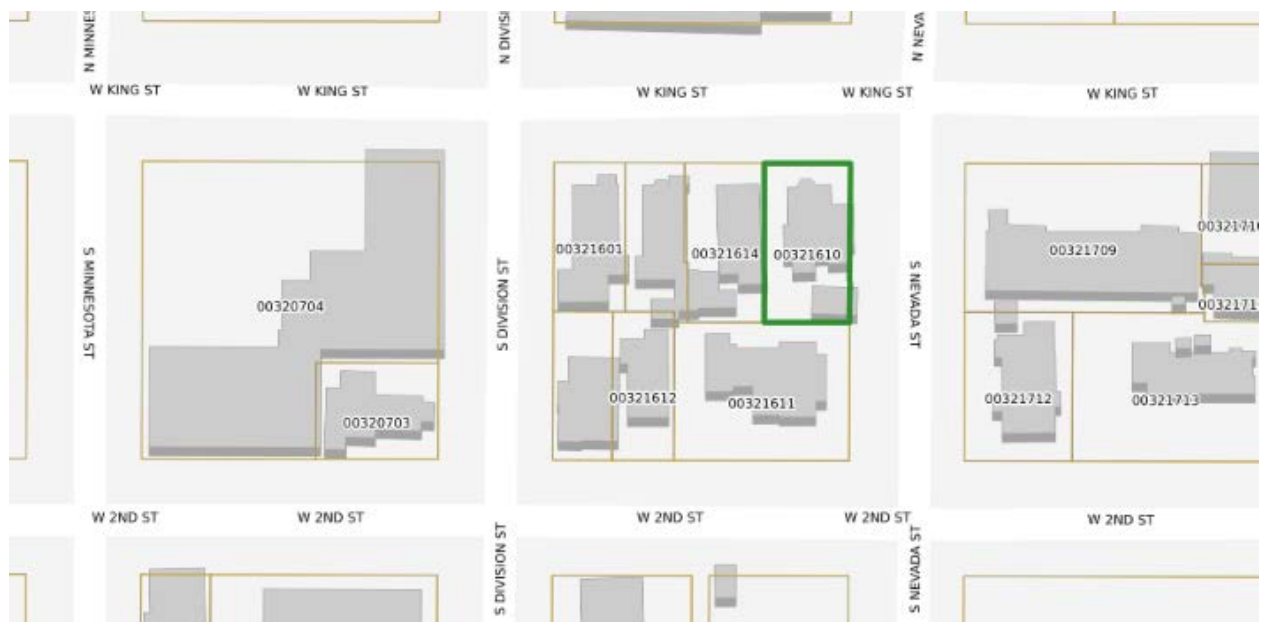 N MINNES
N DIVISI
N NEVA
W KING ST
W KING ST
W KING ST
W KING ST
W KING ST
S MINNESOTA ST
S DIVISION ST
S NEVADA ST
00320704
00320703
00321601
00321614
00321610
00321612
00321611
00321709
0032171
00321712
00321713
W 2ND ST
W 2ND ST
W 2ND ST
W 2ND ST
W 2ND ST
S DIVISION ST
S NEVADA ST